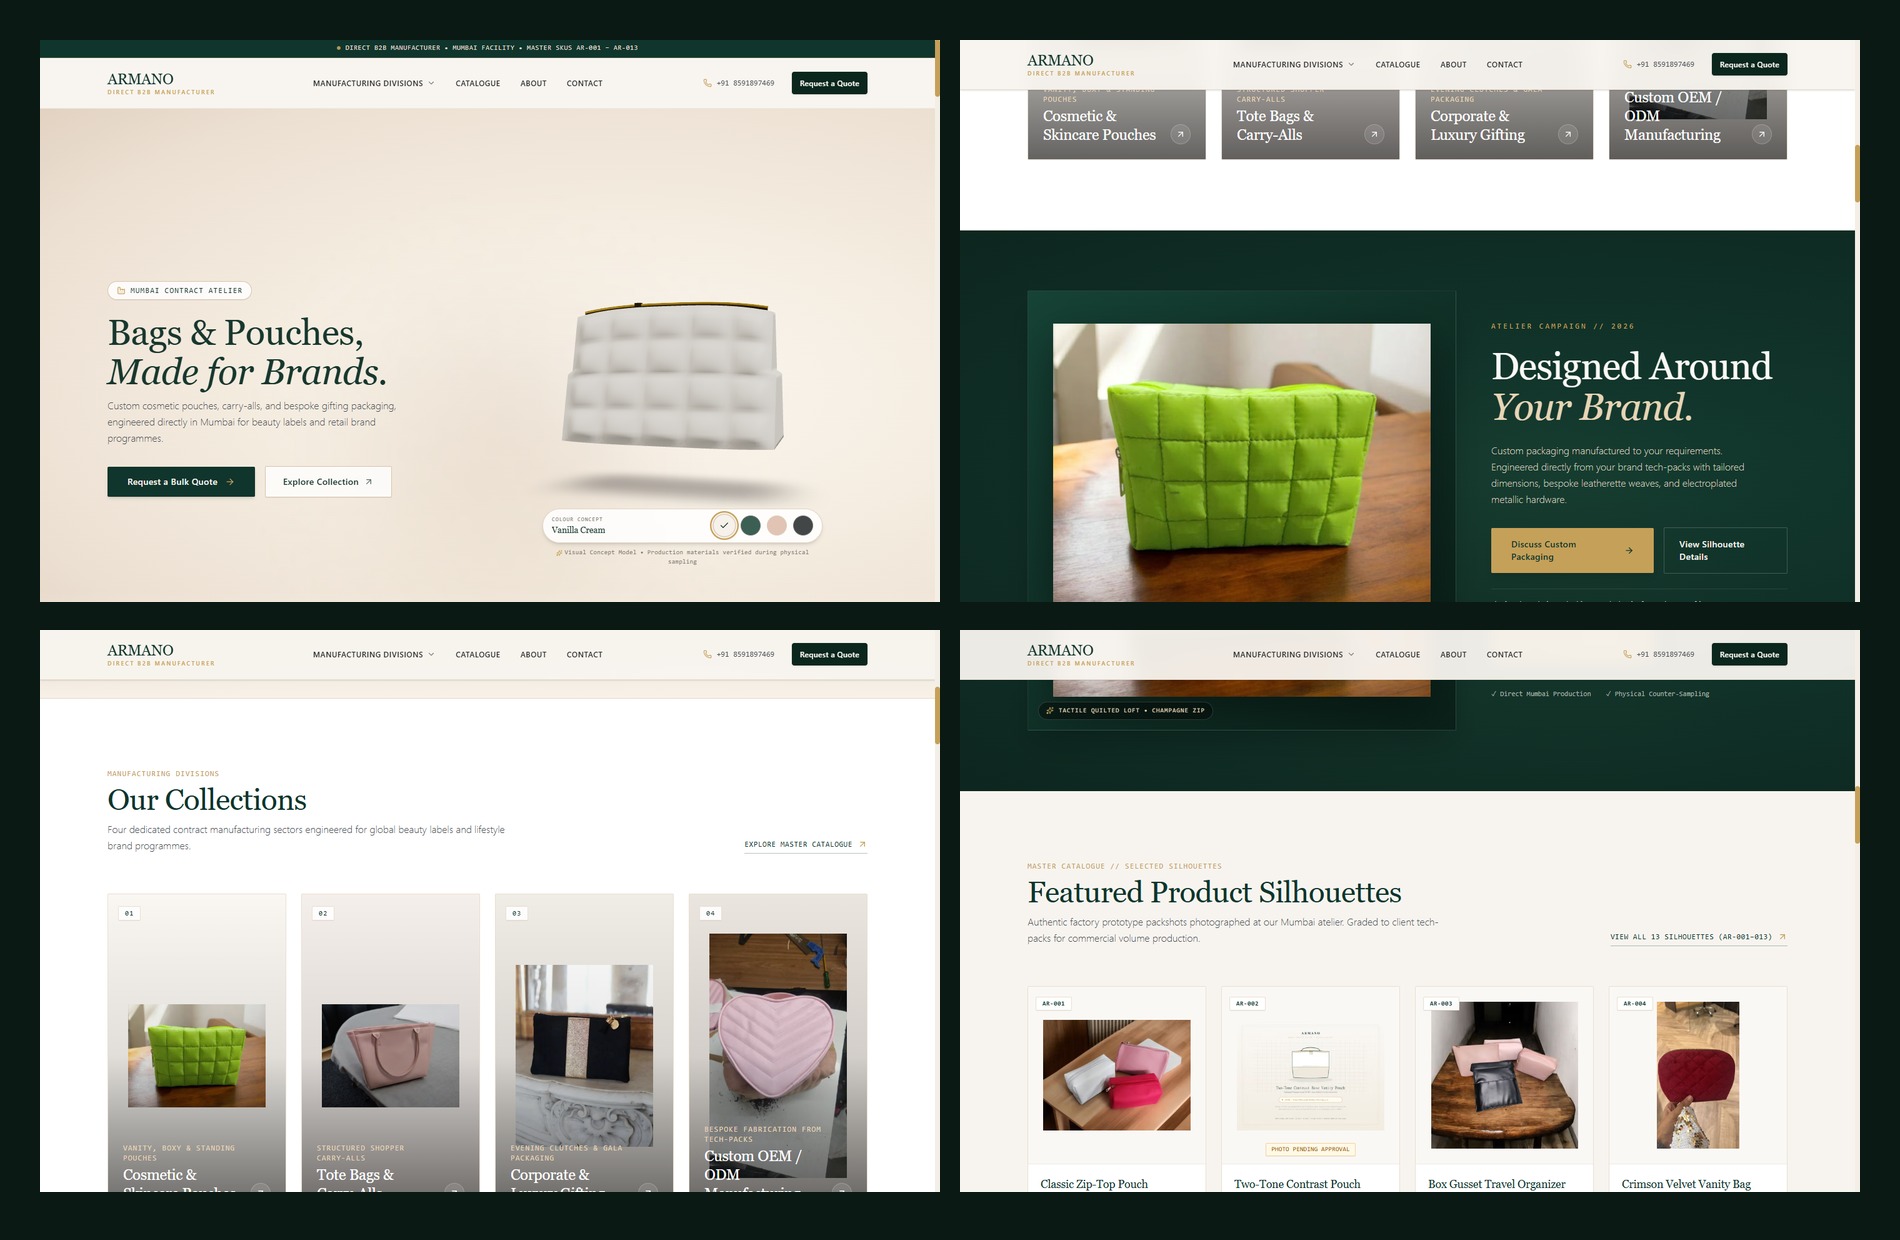 DIRECT B2B MANUFACTURER • MUMBAI FACILITY • MASTER SKUS AR-001 – AR-013
ARMANO
DIRECT B2B MANUFACTURER
MANUFACTURING DIVISIONS
CATALOGUE
ABOUT
CONTACT
+91 8591897469
Request a Quote
MUMBAI CONTRACT ATELIER
Bags & Pouches,
Made for Brands.
Custom cosmetic pouches, carry-alls, and bespoke gifting packaging,
engineered directly in Mumbai for beauty labels and retail brand
programmes.
Request a Bulk Quote
Explore Collection
COLOUR CONCEPT
Vanilla Cream
Visual Concept Model • Production materials verified during physical
sampling
ARMANO
DIRECT B2B MANUFACTURER
MANUFACTURING DIVISIONS
CATALOGUE
ABOUT
CONTACT
+91 8591897469
Request a Quote
POUCHES
Cosmetic &
Skincare Pouches
CARRY-ALLS
Tote Bags &
Carry-Alls
PACKAGING
Corporate &
Luxury Gifting
Custom OEM /
ODM
Manufacturing
ATELIER CAMPAIGN // 2026
Designed Around
Your Brand.
Custom packaging manufactured to your requirements.
Engineered directly from your brand tech-packs with tailored
dimensions, bespoke leatherette weaves, and electroplated
metallic hardware.
Discuss Custom
Packaging
View Silhouette
Details
ARMANO
DIRECT B2B MANUFACTURER
MANUFACTURING DIVISIONS
CATALOGUE
ABOUT
CONTACT
+91 8591897469
Request a Quote
MANUFACTURING DIVISIONS
Our Collections
Four dedicated contract manufacturing sectors engineered for global beauty labels and lifestyle
brand programmes.
EXPLORE MASTER CATALOGUE
01
VANITY, BOXY & STANDING
POUCHES
Cosmetic &
Skincare Pouches
02
STRUCTURED SHOPPER
CARRY-ALLS
Tote Bags &
Carry-Alls
03
EVENING CLUTCHES & GALA
PACKAGING
Corporate &
Luxury Gifting
04
BESPOKE FABRICATION FROM
TECH-PACKS
Custom OEM /
ODM
Manufacturing
ARMANO
DIRECT B2B MANUFACTURER
MANUFACTURING DIVISIONS
CATALOGUE
ABOUT
CONTACT
+91 8591897469
Request a Quote
TACTILE QUILTED LOFT • CHAMPAGNE ZIP
✓ Direct Mumbai Production
✓ Physical Counter-Sampling
MASTER CATALOGUE // SELECTED SILHOUETTES
Featured Product Silhouettes
Authentic factory prototype packshots photographed at our Mumbai atelier. Graded to client tech-
packs for commercial volume production.
VIEW ALL 13 SILHOUETTES (AR-001–013)
AR-001
Classic Zip-Top Pouch
AR-002
ARMANO
Two-Tone Contrast Boxy Vanity Pouch
PHOTO PENDING APPROVAL
Two-Tone Contrast Pouch
AR-003
Box Gusset Travel Organizer
AR-004
Crimson Velvet Vanity Bag